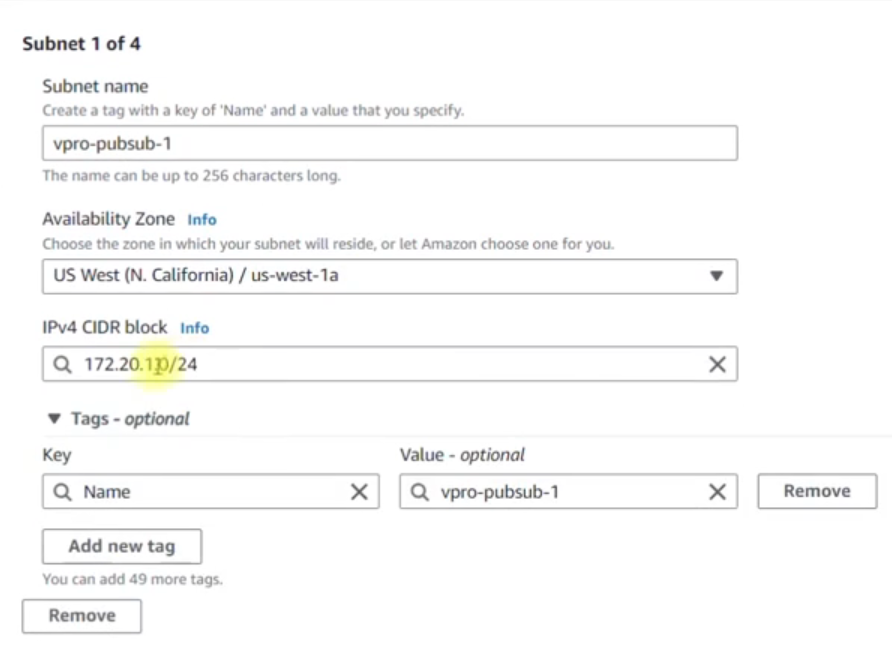 Subnet 1 of 4
Subnet name
Create a tag with a key of 'Name' and a value that you specify.
vpro-pubsub-1
The name can be up to 256 characters long.
Availability Zone Info
Choose the zone in which your subnet will reside, or let Amazon choose one for you.
US West (N. California) / us-west-1a
IPv4 CIDR block Info
172.20.1.0/24
Tags - optional
Key
Value - optional
Name
vpro-pubsub-1
Remove
Add new tag
You can add 49 more tags.
Remove